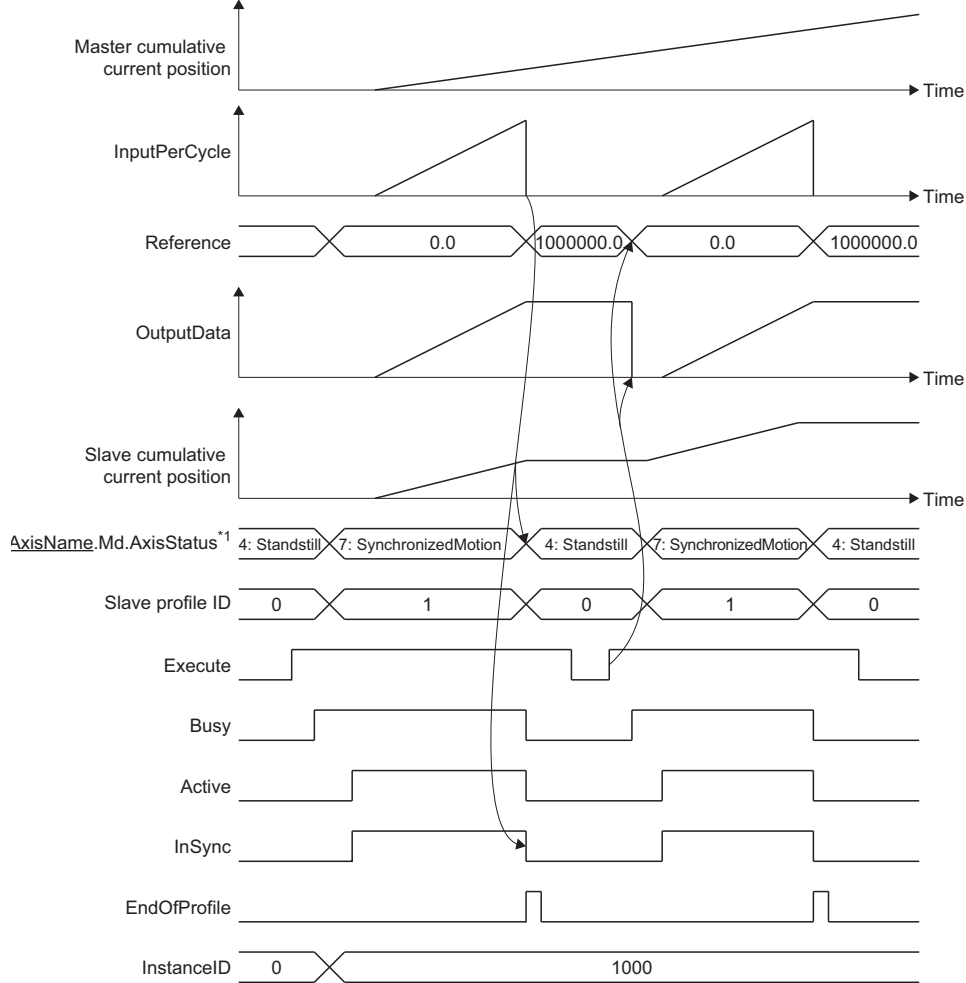 Master cumulative
current position
Time
InputPerCycle
Time
Reference
0.0
1000000.0
0.0
1000000.0
OutputData
Time
Slave cumulative
current position
Time
AxisName.Md.AxisStatus*1
4: Standstill
7: SynchronizedMotion
4: Standstill
7: SynchronizedMotion
4: Standstill
Slave profile ID
0
1
0
1
0
Execute
Busy
Active
InSync
EndOfProfile
InstanceID
0
1000